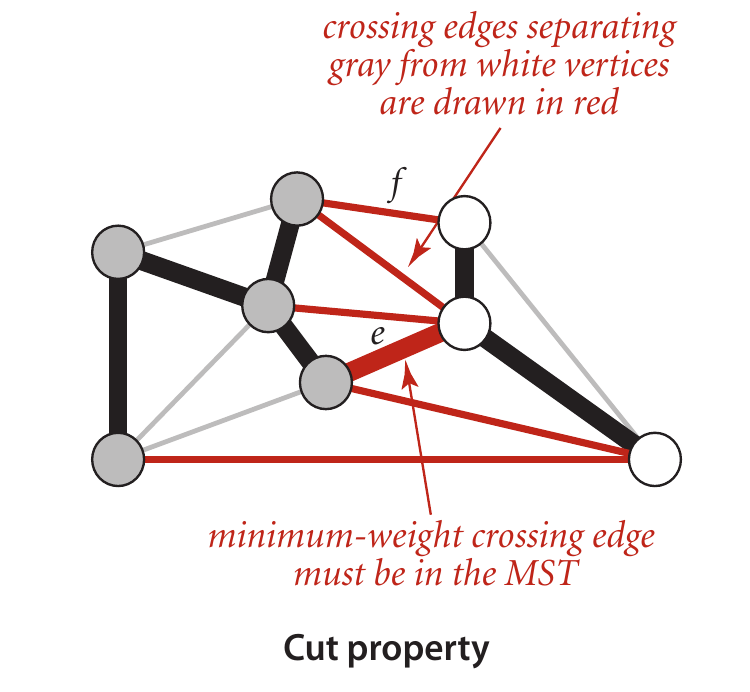 crossing edges separating
gray from white vertices
are drawn in red
f
e
minimum-weight crossing edge
must be in the MST
Cut property